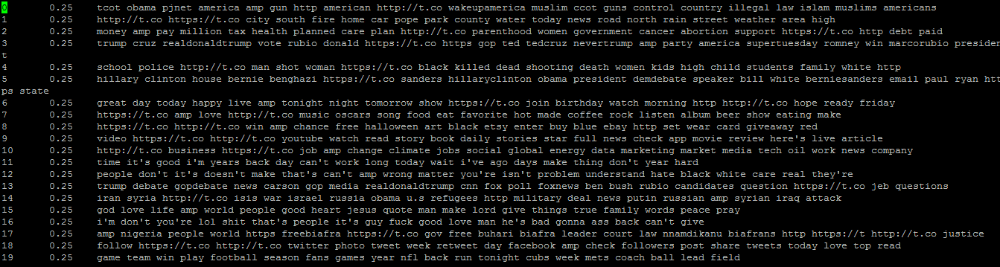 0 0.25 tcot obama pjnet america amp gun http american http://t.co wakeupamerica muslim ccot guns control country illegal law islam muslims americans
1 0.25 http://t.co https://t.co city south fire home car pope park county water today news road north rain street weather area high
2 0.25 money amp pay million tax health planned care plan http://t.co parenthood women government cancer abortion support https://t.co http debt paid
3 0.25 trump cruz realdonaldtrump vote rubio donald https://t.co https gop ted tedcruz nevertrump amp party america supertuesday romney win marcorubio presiden
t
4 0.25 school police http://t.co man shot woman https://t.co black killed dead shooting death women kids high child students family white http
5 0.25 hillary clinton house bernie benghazi https://t.co sanders hillaryclinton obama president demdebate speaker bill white berniesanders email paul ryan htt
ps state
6 0.25 great day today happy live amp tonight night tomorrow show https://t.co join birthday watch morning http http://t.co hope ready friday
7 0.25 https://t.co amp love http://t.co music oscars song food eat favorite hot made coffee rock listen album beer show eating make
8 0.25 https://t.co http://t.co win amp chance free halloween art black etsy enter buy blue ebay http set wear card giveaway red
9 0.25 video https://t.co http://t.co youtube watch read story book daily stories star full news check app movie review here's live article
10 0.25 http://t.co business https://t.co job amp change climate jobs social global energy data marketing market media tech oil work news company
11 0.25 time it's good i'm years back day can't work long today wait i've ago days make thing don't year hard
12 0.25 people don't it's doesn't make that's can't amp wrong matter you're isn't problem understand hate black white care real they're
13 0.25 trump debate gopdebate news carson gop media realdonaldtrump cnn fox poll foxnews ben bush rubio candidates question https://t.co jeb questions
14 0.25 iran syria http://t.co isis war israel russia obama u.s refugees http military deal news putin russian amp syrian iraq attack
15 0.25 god love life amp world people good heart jesus quote man make lord give things true family words peace pray
16 0.25 i'm don't you're lol shit that's people it's guy fuck good love man he's bad gonna ass back can't give
17 0.25 amp nigeria people world https freebiafra https://t.co gov free buhari biafra leader court law nnamdikanu biafrans http https://t http://t.co justice
18 0.25 follow https://t.co http://t.co twitter photo tweet week retweet day facebook amp check followers post share tweets today love top read
19 0.25 game team win play football season fans games year nfl back run tonight cubs week mets coach ball lead field